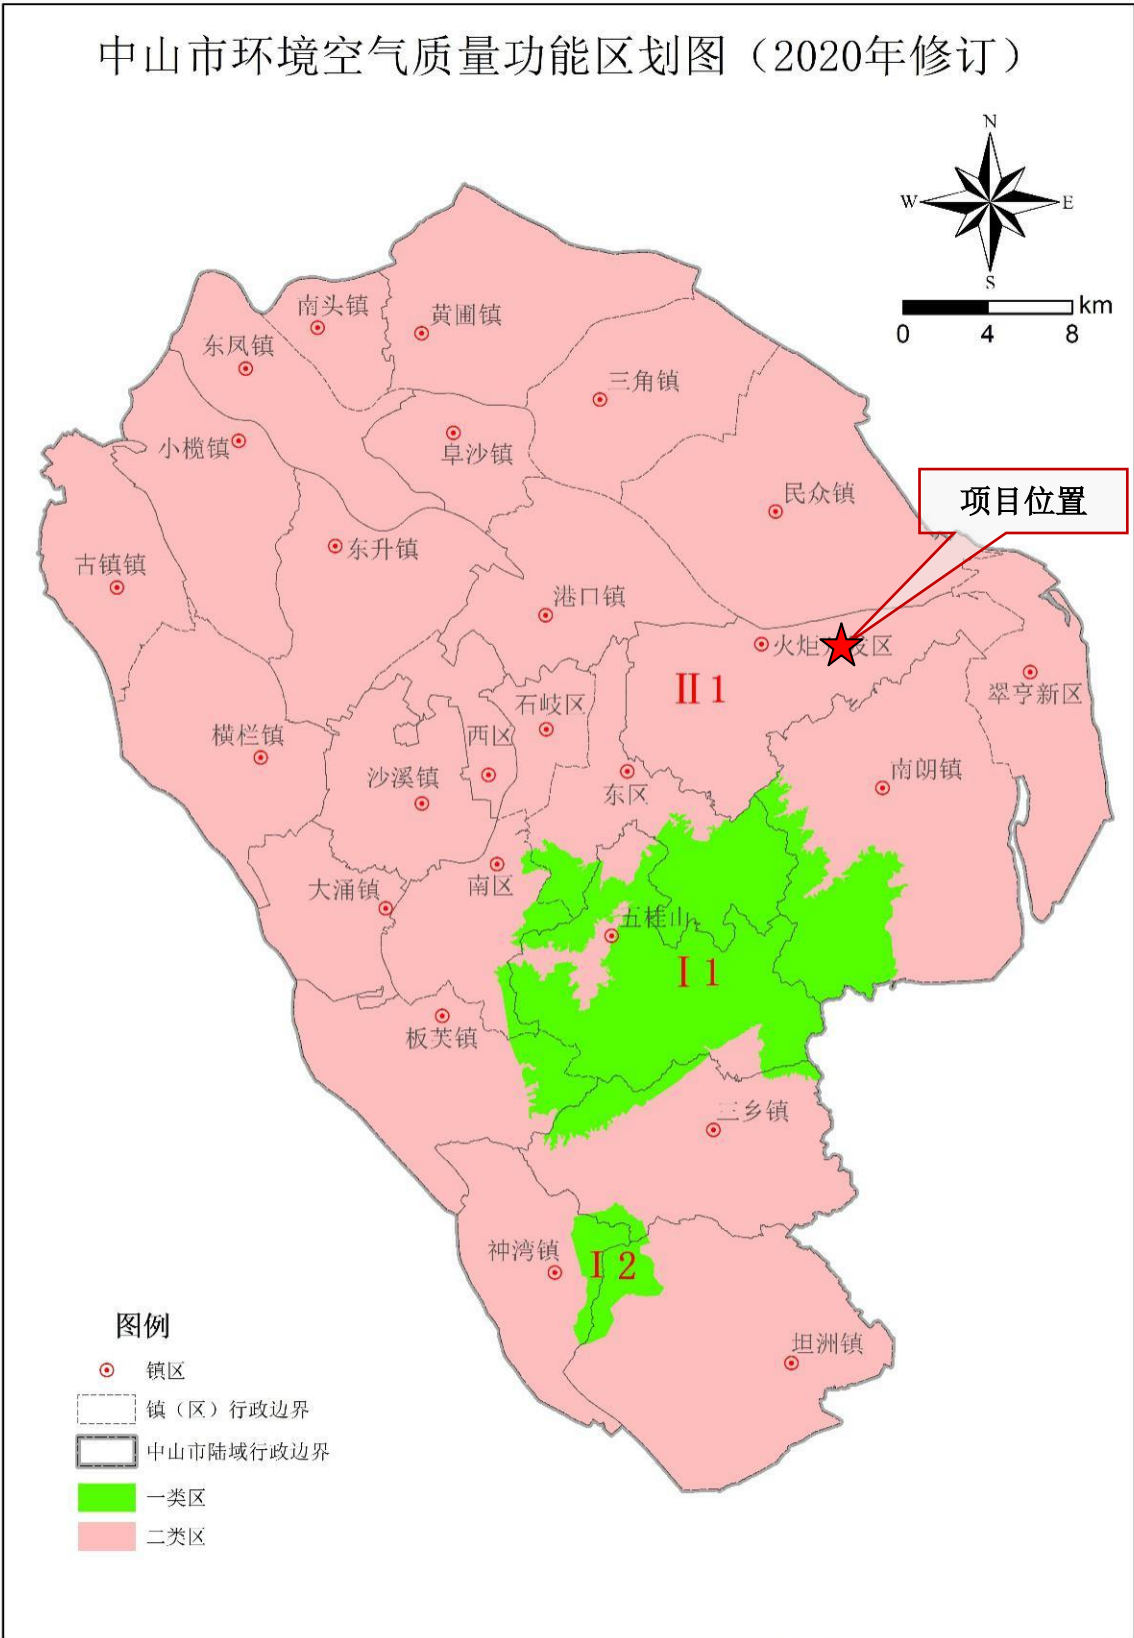 中山市环境空气质量功能区划图（2020年修订）
N
W
E
S
km
0
4
8
南头镇
黄圃镇
东凤镇
三角镇
小榄镇
阜沙镇
民众镇
项目位置
东升镇
古镇镇
港口镇
火炬
发区
翠亨新区
II 1
石岐区
横栏镇
西区
沙溪镇
东区
南朗镇
大涌镇
南区
五桂山
I 1
板芙镇
三乡镇
神湾镇
I 2
坦洲镇
图例
镇区
镇（区）行政边界
中山市陆域行政边界
一类区
二类区